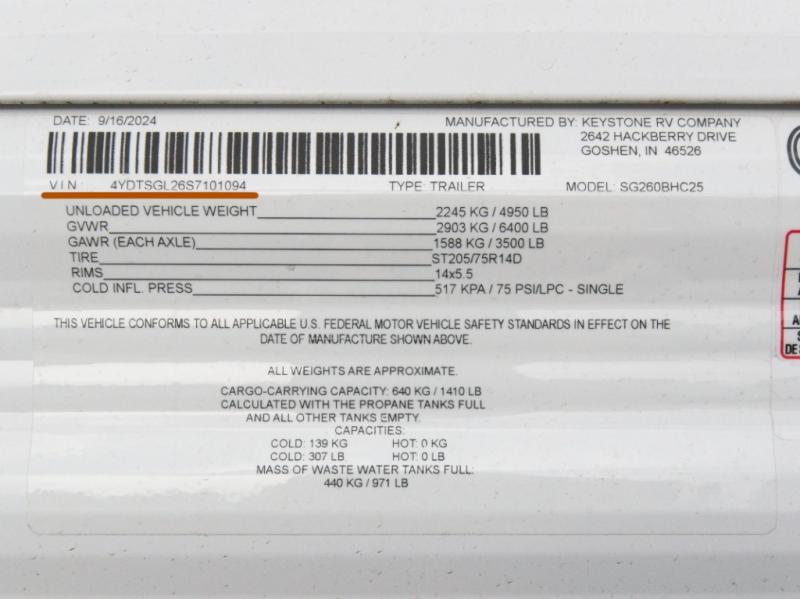 DATE: 9/16/2024 MANUFACTURED BY: KEYSTONE RV COMPANY
2642 HACKBERRY DRIVE
GOSHEN, IN 46526
VIN: 4YDTSGL26S7101094 TYPE: TRAILER MODEL: SG260BHC25
UNLOADED VEHICLE WEIGHT 2245 KG / 4950 LB
GVWR 2903 KG / 6400 LB
GAWR (EACH AXLE) 1588 KG / 3500 LB
TIRE ST205/75R14D
RIMS 14x5.5
COLD INFL. PRESS 517 KPA / 75 PSI/LPC - SINGLE
THIS VEHICLE CONFORMS TO ALL APPLICABLE U.S. FEDERAL MOTOR VEHICLE SAFETY STANDARDS IN EFFECT ON THE
DATE OF MANUFACTURE SHOWN ABOVE.
ALL WEIGHTS ARE APPROXIMATE.
CARGO-CARRYING CAPACITY: 640 KG / 1410 LB
CALCULATED WITH THE PROPANE TANKS FULL
AND ALL OTHER TANKS EMPTY.
CAPACITIES:
COLD: 139 KG HOT: 0 KG
COLD: 307 LB HOT: 0 LB
MASS OF WASTE WATER TANKS FULL:
440 KG / 971 LB